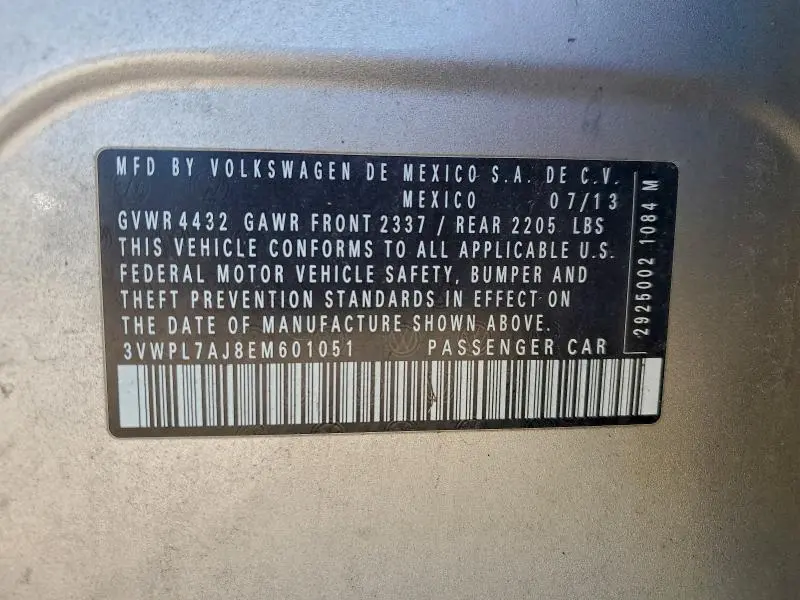 MFD BY VOLKSWAGEN DE MEXICO S.A. DE C.V.
MEXICO 07/13
GVWR 4432 GAWR FRONT 2337 / REAR 2205 LBS
THIS VEHICLE CONFORMS TO ALL APPLICABLE U.S.
FEDERAL MOTOR VEHICLE SAFETY, BUMPER AND
THEFT PREVENTION STANDARDS IN EFFECT ON
THE DATE OF MANUFACTURE SHOWN ABOVE.
3VWPL7AJ8EM601051 PASSENGER CAR
2925002 1084 M